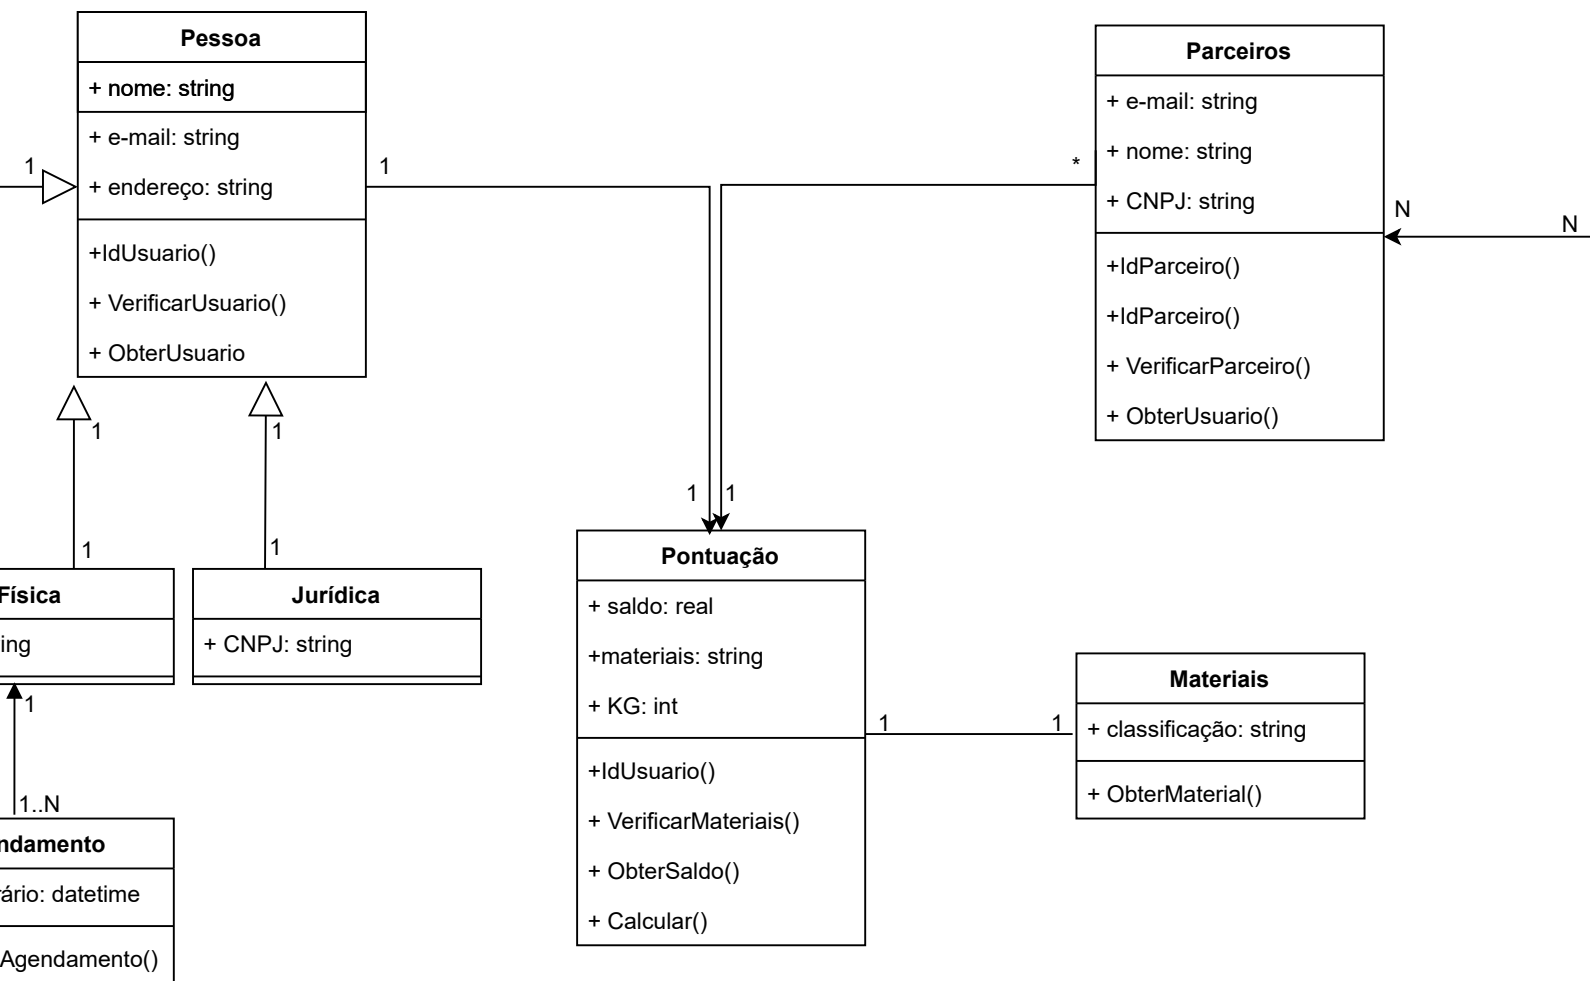 Pessoa
+ nome: string
+ e-mail: string
+ endereço: string
+IdUsuario()
+ VerificarUsuario()
+ ObterUsuario
1
1
1
1
1
1
Física
ing
Jurídica
+ CNPJ: string
1
1..N
ndamento
rário: datetime
Agendamento()
Parceiros
+ e-mail: string
+ nome: string
+ CNPJ: string
+IdParceiro()
+IdParceiro()
+ VerificarParceiro()
+ ObterUsuario()
*
N
N
1
1
Pontuação
+ saldo: real
+materiais: string
+ KG: int
+IdUsuario()
+ VerificarMateriais()
+ ObterSaldo()
+ Calcular()
1
1
Materiais
+ classificação: string
+ ObterMaterial()